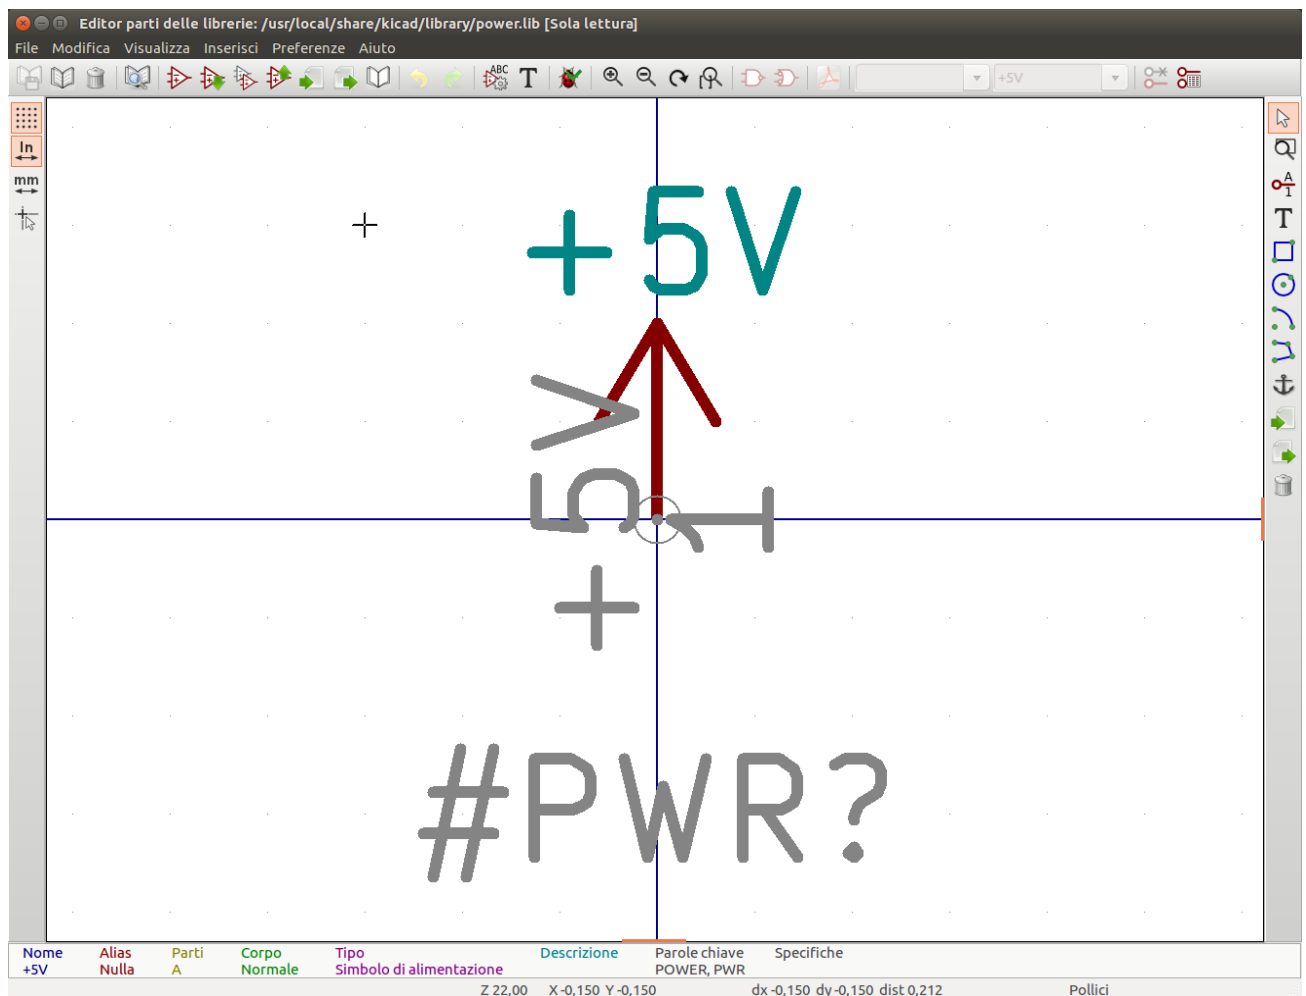 Editor parti delle librerie: /usr/local/share/kicad/library/power.lib [Sola lettura]
File Modifica Visualizza Inserisci Preferenze Aiuto
ABC T +5V
In
mm
A
1
T
+5V
+5V
1
#PWR?
Nome Alias Parti Corpo Tipo Descrizione Parole chiave Specifiche
+5V Nulla A Normale Simbolo di alimentazione POWER, PWR
Z 22,00 X -0,150 Y -0,150 dx -0,150 dy -0,150 dist 0,212 Pollici